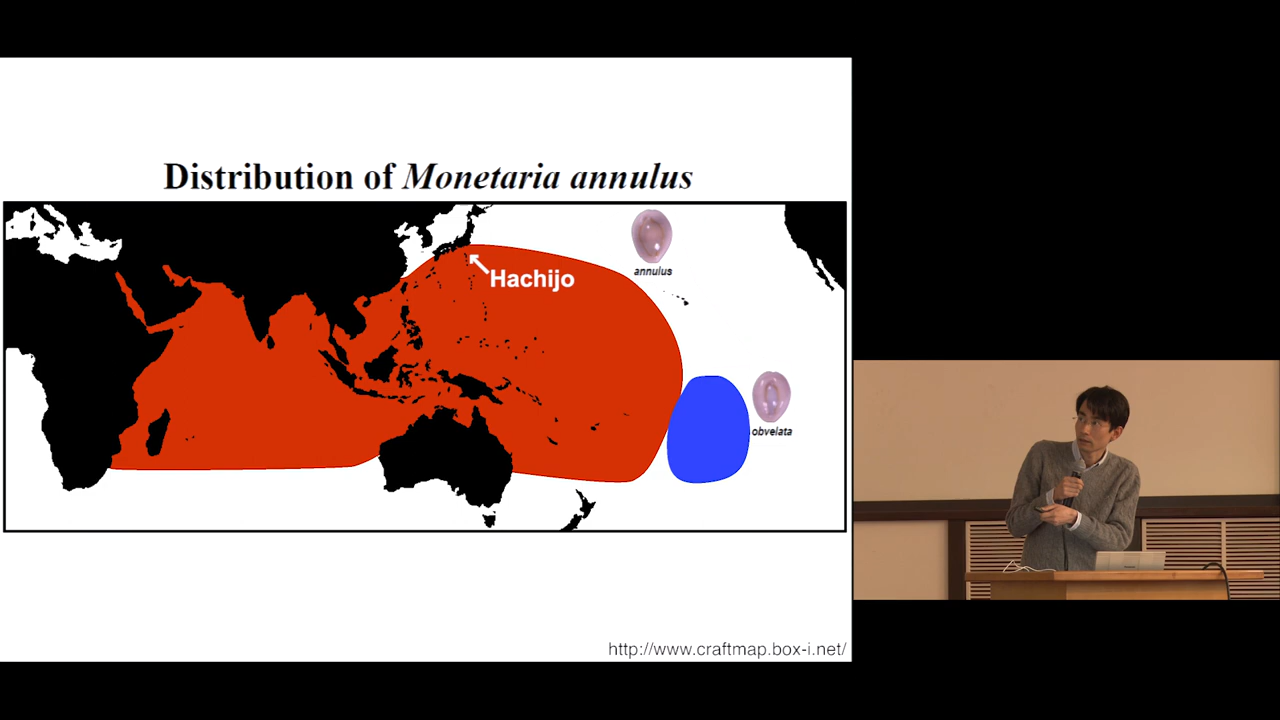 Distribution of Monetaria annulus
annulus
Hachijo
obvelata
http://www.craftmap.box-i.net/